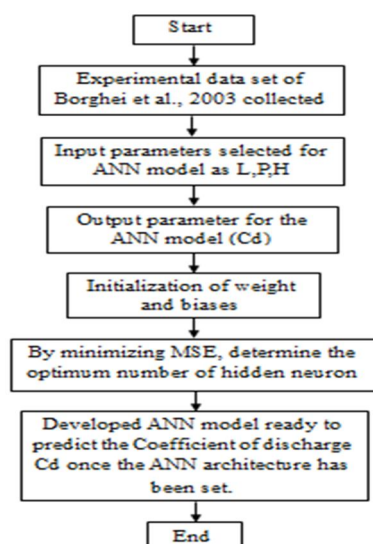 Start
Experimental data set of
Borghei et al., 2003 collected
Input parameters selected for
ANN model as L,P,H
Output parameter for the
ANN model (Cd)
Initialization of weight
and biases
By minimizing MSE, determine the
optimum number of hidden neuron
Developed ANN model ready to
predict the Coefficient of discharge
Cd once the ANN architecture has
been set.
End